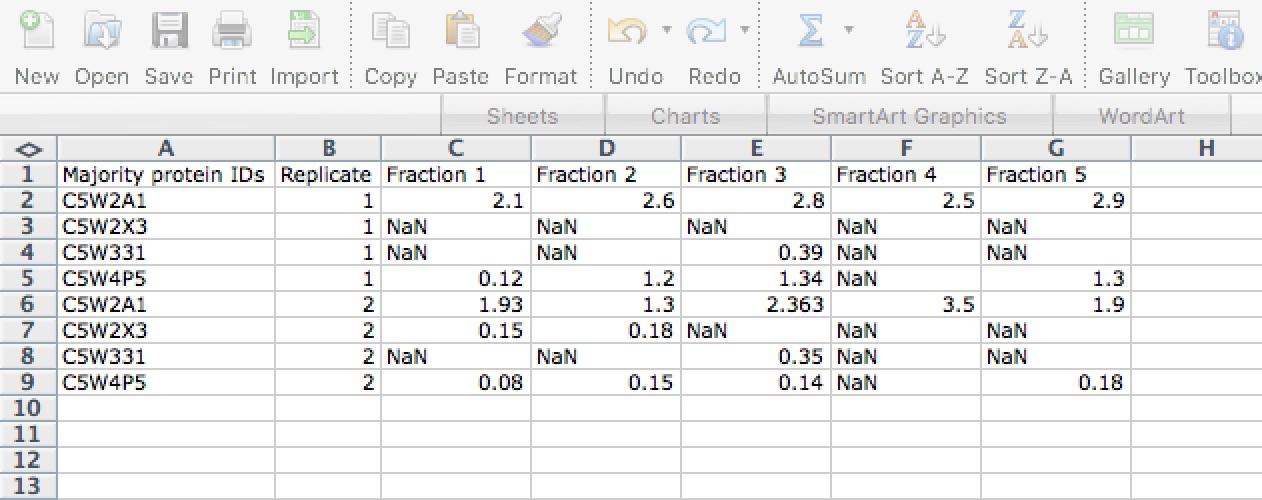 New Open Save Print Import Copy Paste Format Undo Redo AutoSum Sort A-Z Sort Z-A Gallery Toolbox
Sheets Charts SmartArt Graphics WordArt
A B C D E F G H
1 Majority protein IDs Replicate Fraction 1 Fraction 2 Fraction 3 Fraction 4 Fraction 5
2 C5W2A1 1 2.1 2.6 2.8 2.5 2.9
3 C5W2X3 1 NaN NaN NaN NaN NaN
4 C5W331 1 NaN NaN 0.39 NaN NaN
5 C5W4P5 1 0.12 1.2 1.34 NaN 1.3
6 C5W2A1 2 1.93 1.3 2.363 3.5 1.9
7 C5W2X3 2 0.15 0.18 NaN NaN NaN
8 C5W331 2 NaN NaN 0.35 NaN NaN
9 C5W4P5 2 0.08 0.15 0.14 NaN 0.18
10
11
12
13